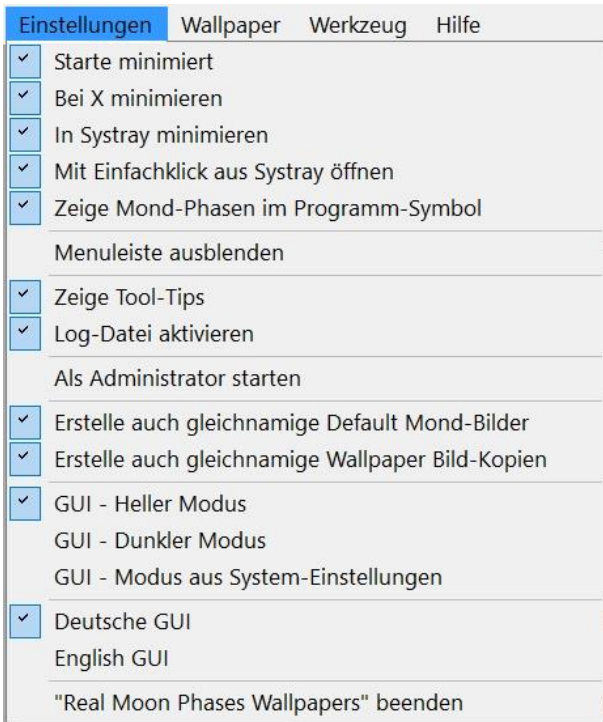 Einstellungen Wallpaper Werkzeug Hilfe
Starte minimiert
Bei X minimieren
In Systray minimieren
Mit Einfachklick aus Systray öffnen
Zeige Mond-Phasen im Programm-Symbol
Menuleiste ausblenden
Zeige Tool-Tips
Log-Datei aktivieren
Als Administrator starten
Erstelle auch gleichnamige Default Mond-Bilder
Erstelle auch gleichnamige Wallpaper Bild-Kopien
GUI - Heller Modus
GUI - Dunkler Modus
GUI - Modus aus System-Einstellungen
Deutsche GUI
English GUI
"Real Moon Phases Wallpapers" beenden